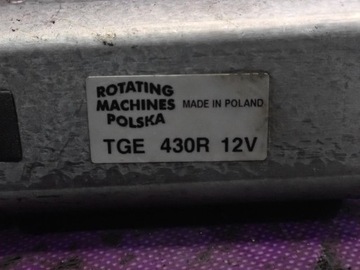 ROTATING
MACHINES MADE IN POLAND
POLSKA
TGE 430R 12V